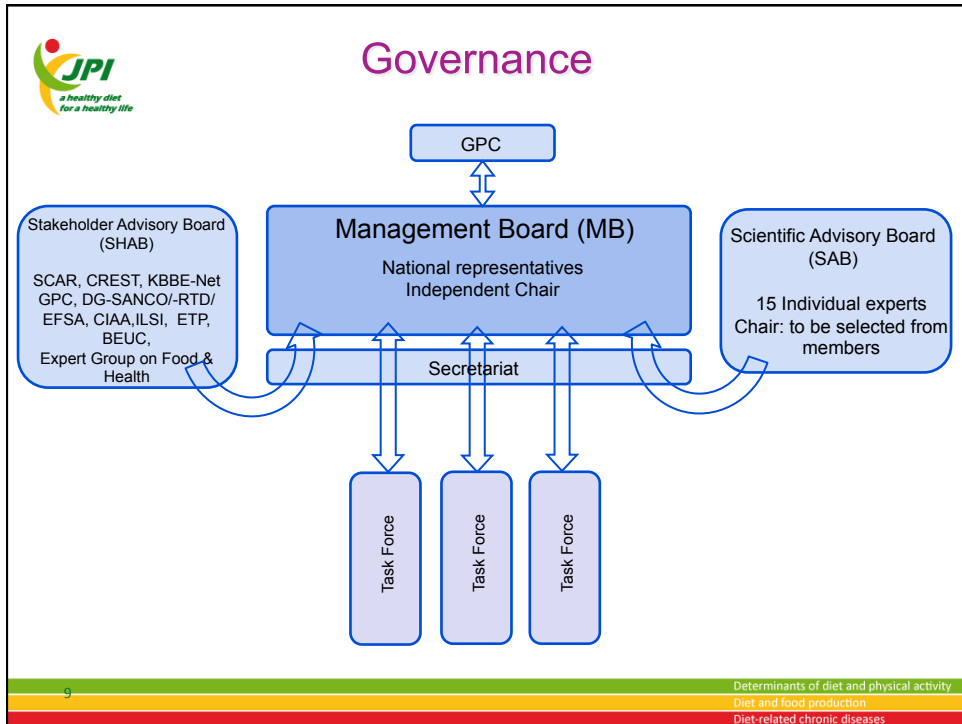 JPI
a healthy diet
for a healthy life
Governance
GPC
Stakeholder Advisory Board
(SHAB)
SCAR, CREST, KBBE-Net
GPC, DG-SANCO/-RTD/
EFSA, CIAA,ILSI, ETP,
BEUC,
Expert Group on Food &
Health
Management Board (MB)
National representatives
Independent Chair
Scientific Advisory Board
(SAB)
15 Individual experts
Chair: to be selected from
members
Secretariat
Task Force
Task Force
Task Force
9
Determinants of diet and physical activity
Diet and food production
Diet-related chronic diseases